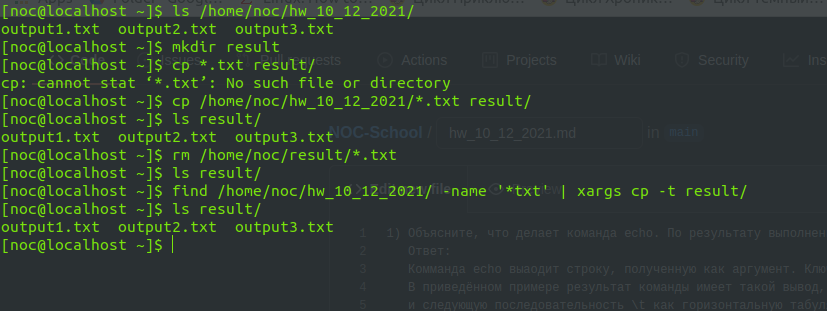 [noc@localhost ~]$ ls /home/noc/hw_10_12_2021/
output1.txt  output2.txt  output3.txt
[noc@localhost ~]$ mkdir result
[noc@localhost ~]$ cp *.txt result/
cp: cannot stat ‘*.txt’: No such file or directory
[noc@localhost ~]$ cp /home/noc/hw_10_12_2021/*.txt result/
[noc@localhost ~]$ ls result/
output1.txt  output2.txt  output3.txt
[noc@localhost ~]$ rm /home/noc/result/*.txt
[noc@localhost ~]$ ls result/
[noc@localhost ~]$ find /home/noc/hw_10_12_2021/ -name '*txt' | xargs cp -t result/
[noc@localhost ~]$ ls result/
output1.txt  output2.txt  output3.txt
[noc@localhost ~]$
Actions Projects Wiki Security
NOC-School / hw_10_12_2021.md in main
1 1) Объясните, что делает команда echo. По результату выполнен
2 Ответ:
3 Комманда echo выводит строку, полученную как аргумент. Клю
4 В приведённом примере результат команды имеет такой вывод,
5 и следующую последовательность \t как горизонтальную табул